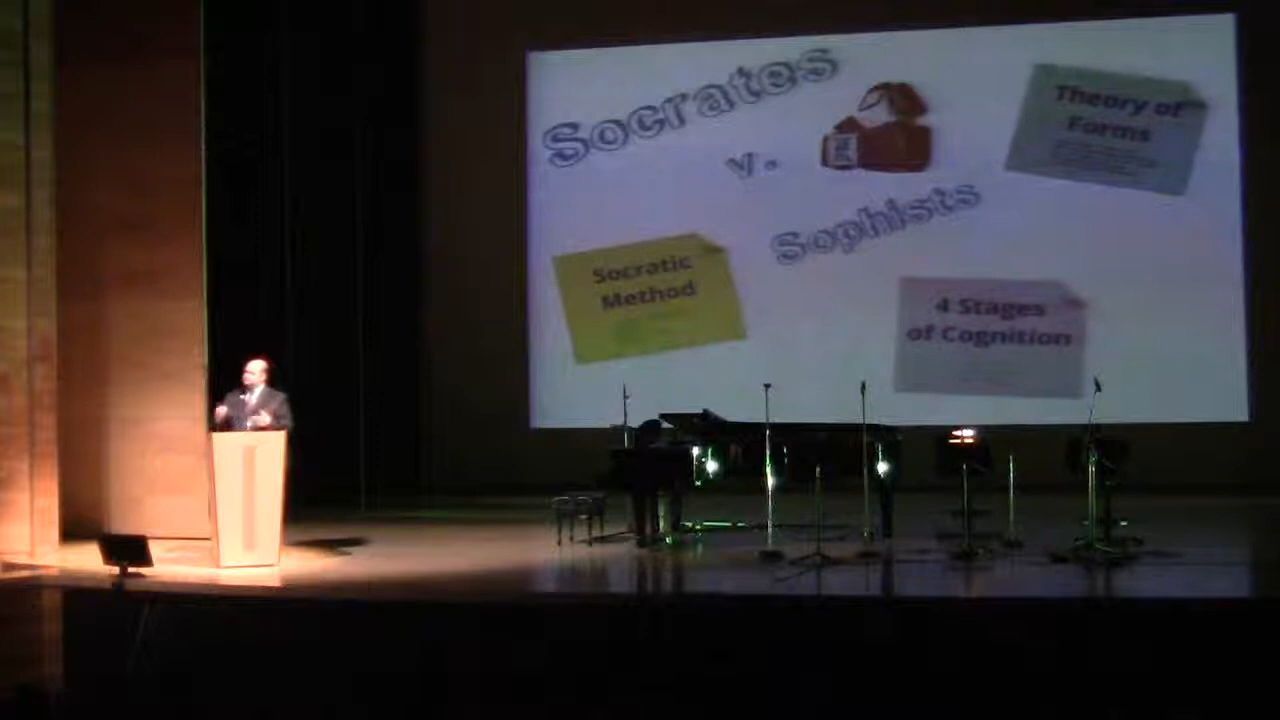 Socrates
v.
Sophists
Theory of
Forms
Socratic
Method
4 Stages
of Cognition